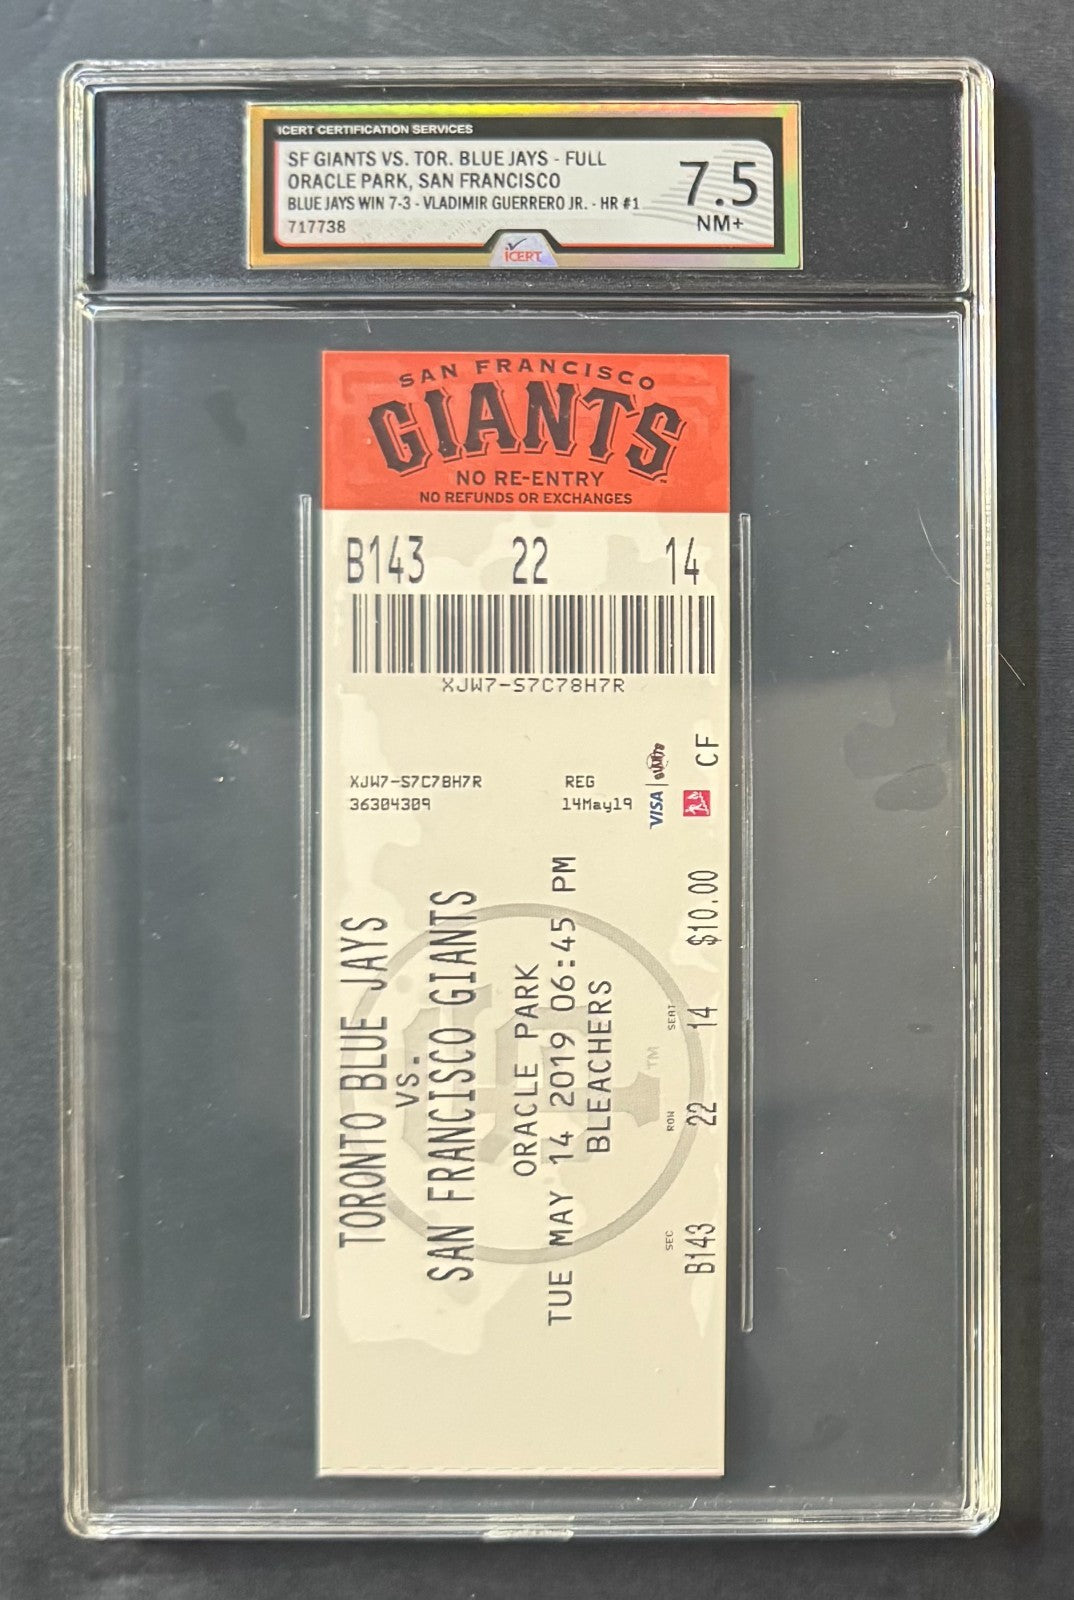 ICERT CERTIFICATION SERVICES
SF GIANTS VS. TOR. BLUE JAYS - FULL
ORACLE PARK, SAN FRANCISCO
BLUE JAYS WIN 7-3 - VLADIMIR GUERRERO JR. - HR #1
717738
7.5
NM+
iCERT
SAN FRANCISCO
GIANTS
NO RE-ENTRY
NO REFUNDS OR EXCHANGES
B143 22 14
XJW7-S7C78H7R
XJW7-S7C78H7R
36304309
REG
14May19
VISA
GIANTS
TORONTO BLUE JAYS
VS.
SAN FRANCISCO GIANTS
ORACLE PARK
TUE MAY 14 2019 06:45 PM
BLEACHERS
SF
TM
SEC ROW SEAT
B143 22 14 $10.00 CF